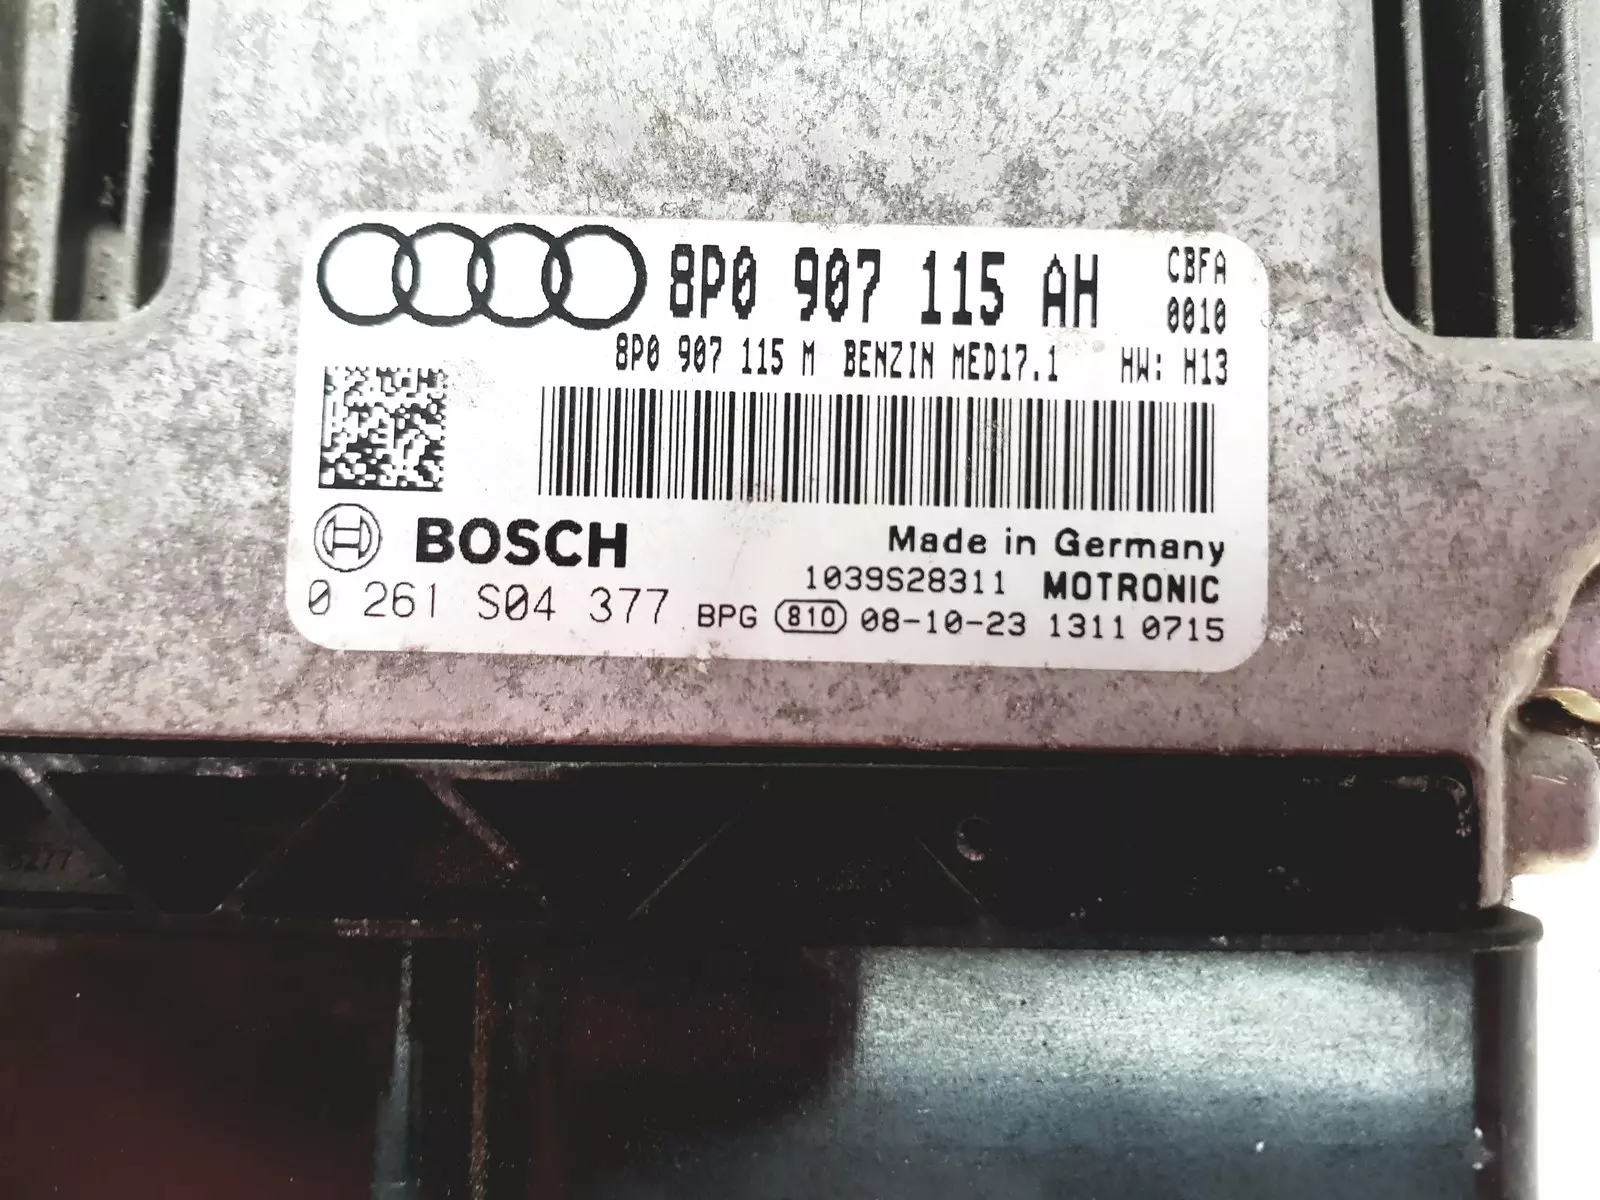 8P0 907 115 AH
CBFA
0010
8P0 907 115 M BENZIN MED17.1 HW: H13
BOSCH
Made in Germany
1039S28311 MOTRONIC
0 261 S04 377
BPG 810 08-10-23 1311 0715